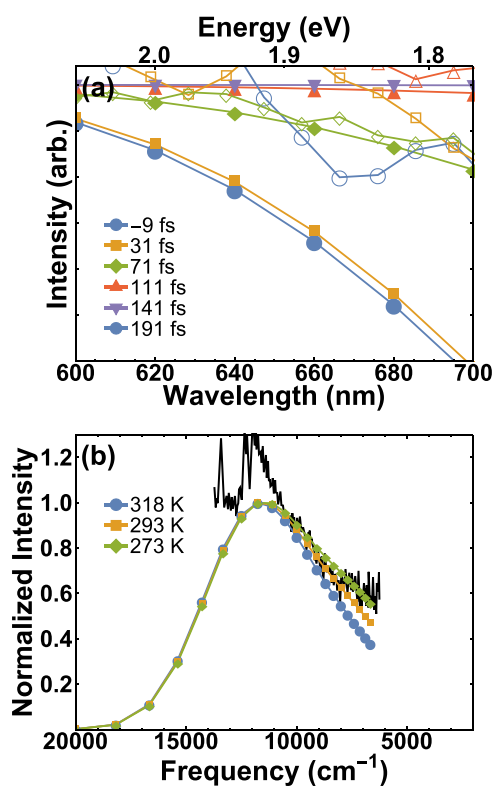 Energy (eV)
2.0 1.9 1.8
(a)
Intensity (arb.)
−9 fs
31 fs
71 fs
111 fs
141 fs
191 fs
600 620 640 660 680 700
Wavelength (nm)
(b)
Normalized Intensity
1.2
1.0
0.8
0.6
0.4
0.2
318 K
293 K
273 K
20000 15000 10000 5000
Frequency (cm⁻¹)